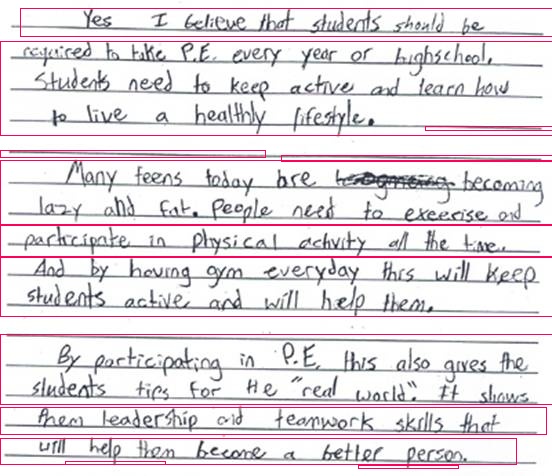 Yes I believe that students should be
required to take P.E. every year or highschool.
Students need to keep active and learn how
to live a healthly lifestyle.
Many teens today are becoming
lazy and fat. People need to exeercise and
participate in physical activity all the time.
And by having gym everyday this will keep
students active and will help them.
By participating in P.E. this also gives the
students tips for the "real world". It shows
them leadership and teamwork skills that
will help them become a better person.